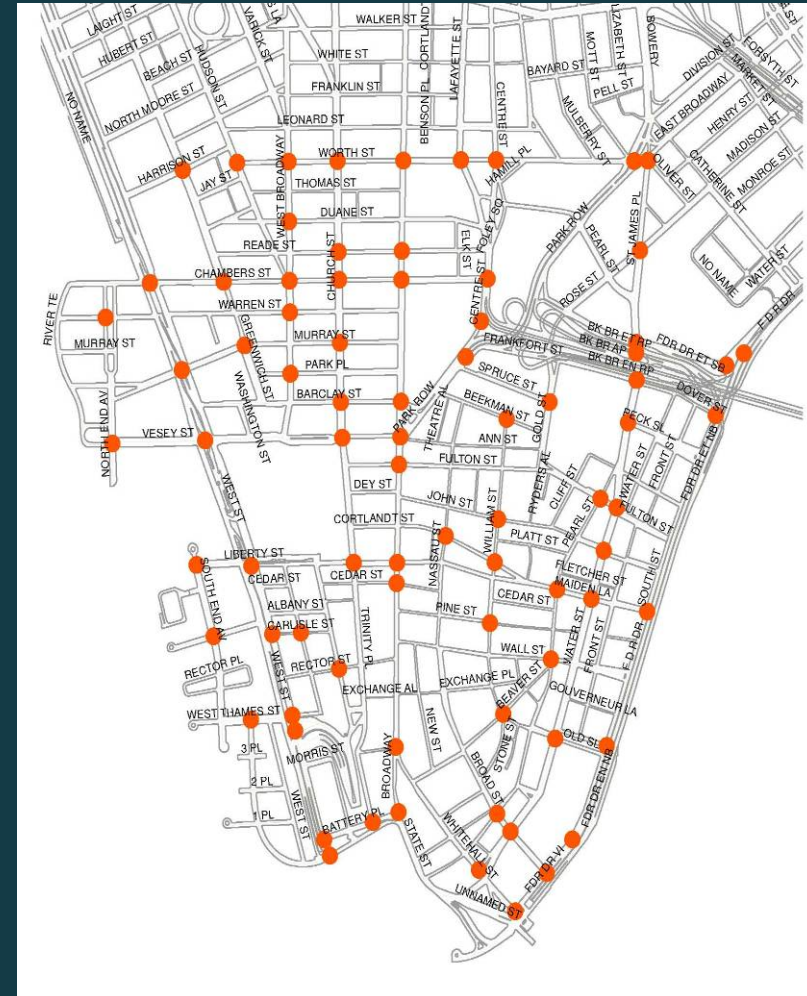 LAIGHT ST
HUBERT ST
BEACH ST
HUDSON ST
VARICK ST
S LA
WALKER ST
CORTLAND
BENSON PL
LAFAYETTE ST
WHITE ST
FRANKLIN ST
LEONARD ST
NORTH MOORE ST
NO NAME
CENTRE ST
BAYARD ST
MOTT ST
LIZABETH ST
BOWERY
PELL ST
MULBERRY ST
DIVISION ST
FORSYTH ST
MARKET ST
EAST BROADWAY
HENRY ST
MADISON ST
MONROE ST
CATHERINE ST
OLIVER ST
HARRISON ST
JAY ST
WEST BROADWAY
WORTH ST
THOMAS ST
DUANE ST
READE ST
HAMILL PL
FOLEY SQ
ELK ST
CENTRE ST
PARK ROW
PEARL ST
ST JAMES PL
ROSE ST
NO NAME
WATER ST
F D R DR
CHAMBERS ST
CHURCH ST
WARREN ST
RIVER TE
MURRAY ST
MURRAY ST
GREENWICH ST
PARK PL
BARCLAY ST
WASHINGTON ST
NORTH END AV
VESEY ST
WEST ST
FRANKFORT ST
BK BR ET RP
BK BR AP
BK BR EN RP
FDR DR ET SB
DOVER ST
SPRUCE ST
BEEKMAN ST
PARK ROW
THEATRE AL
ANN ST
GOLD ST
FULTON ST
RYDERS AL
CLIFF ST
PECK SL
WATER ST
FRONT ST
FDR DR ET NB
DEY ST
JOHN ST
CORTLANDT ST
NASSAU ST
WILLIAM ST
PLATT ST
PEARL ST
FULTON ST
FLETCHER ST
MAIDEN LA
SOUTH ST
LIBERTY ST
CEDAR ST
CEDAR ST
CEDAR ST
SOUTH END AV
ALBANY ST
CARLISLE ST
TRINITY PL
PINE ST
WATER ST
FRONT ST
F D R DR
WALL ST
RECTOR PL
WEST ST
RECTOR ST
EXCHANGE AL
EXCHANGE PL
BEAVER ST
GOUVERNEUR LA
WEST THAMES ST
NEW ST
STONE ST
OLD SL
3 PL
MORRIS ST
BROADWAY
BROAD ST
2 PL
1 PL
WEST ST
BATTERY PL
STATE ST
WHITEHALL ST
FDR DR EN NB
FDR DR VI
UNNAMED ST